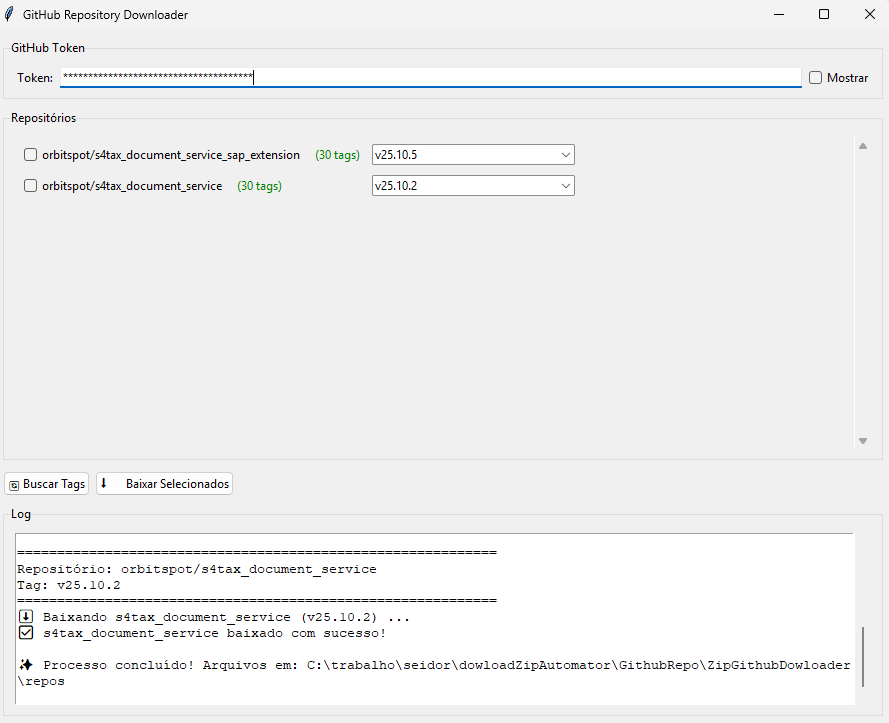 GitHub Repository Downloader
GitHub Token
Token: ************************************** Mostrar
Repositórios
orbitspot/s4tax_document_service_sap_extension (30 tags) v25.10.5
orbitspot/s4tax_document_service (30 tags) v25.10.2
Buscar Tags Baixar Selecionados
Log
============================================================
Repositório: orbitspot/s4tax_document_service
Tag: v25.10.2
============================================================
⬇️ Baixando s4tax_document_service (v25.10.2) ...
☑ s4tax_document_service baixado com sucesso!
✨ Processo concluído! Arquivos em: C:\trabalho\seidor\dowloadZipAutomator\GithubRepo\ZipGithubDowloader
\repos